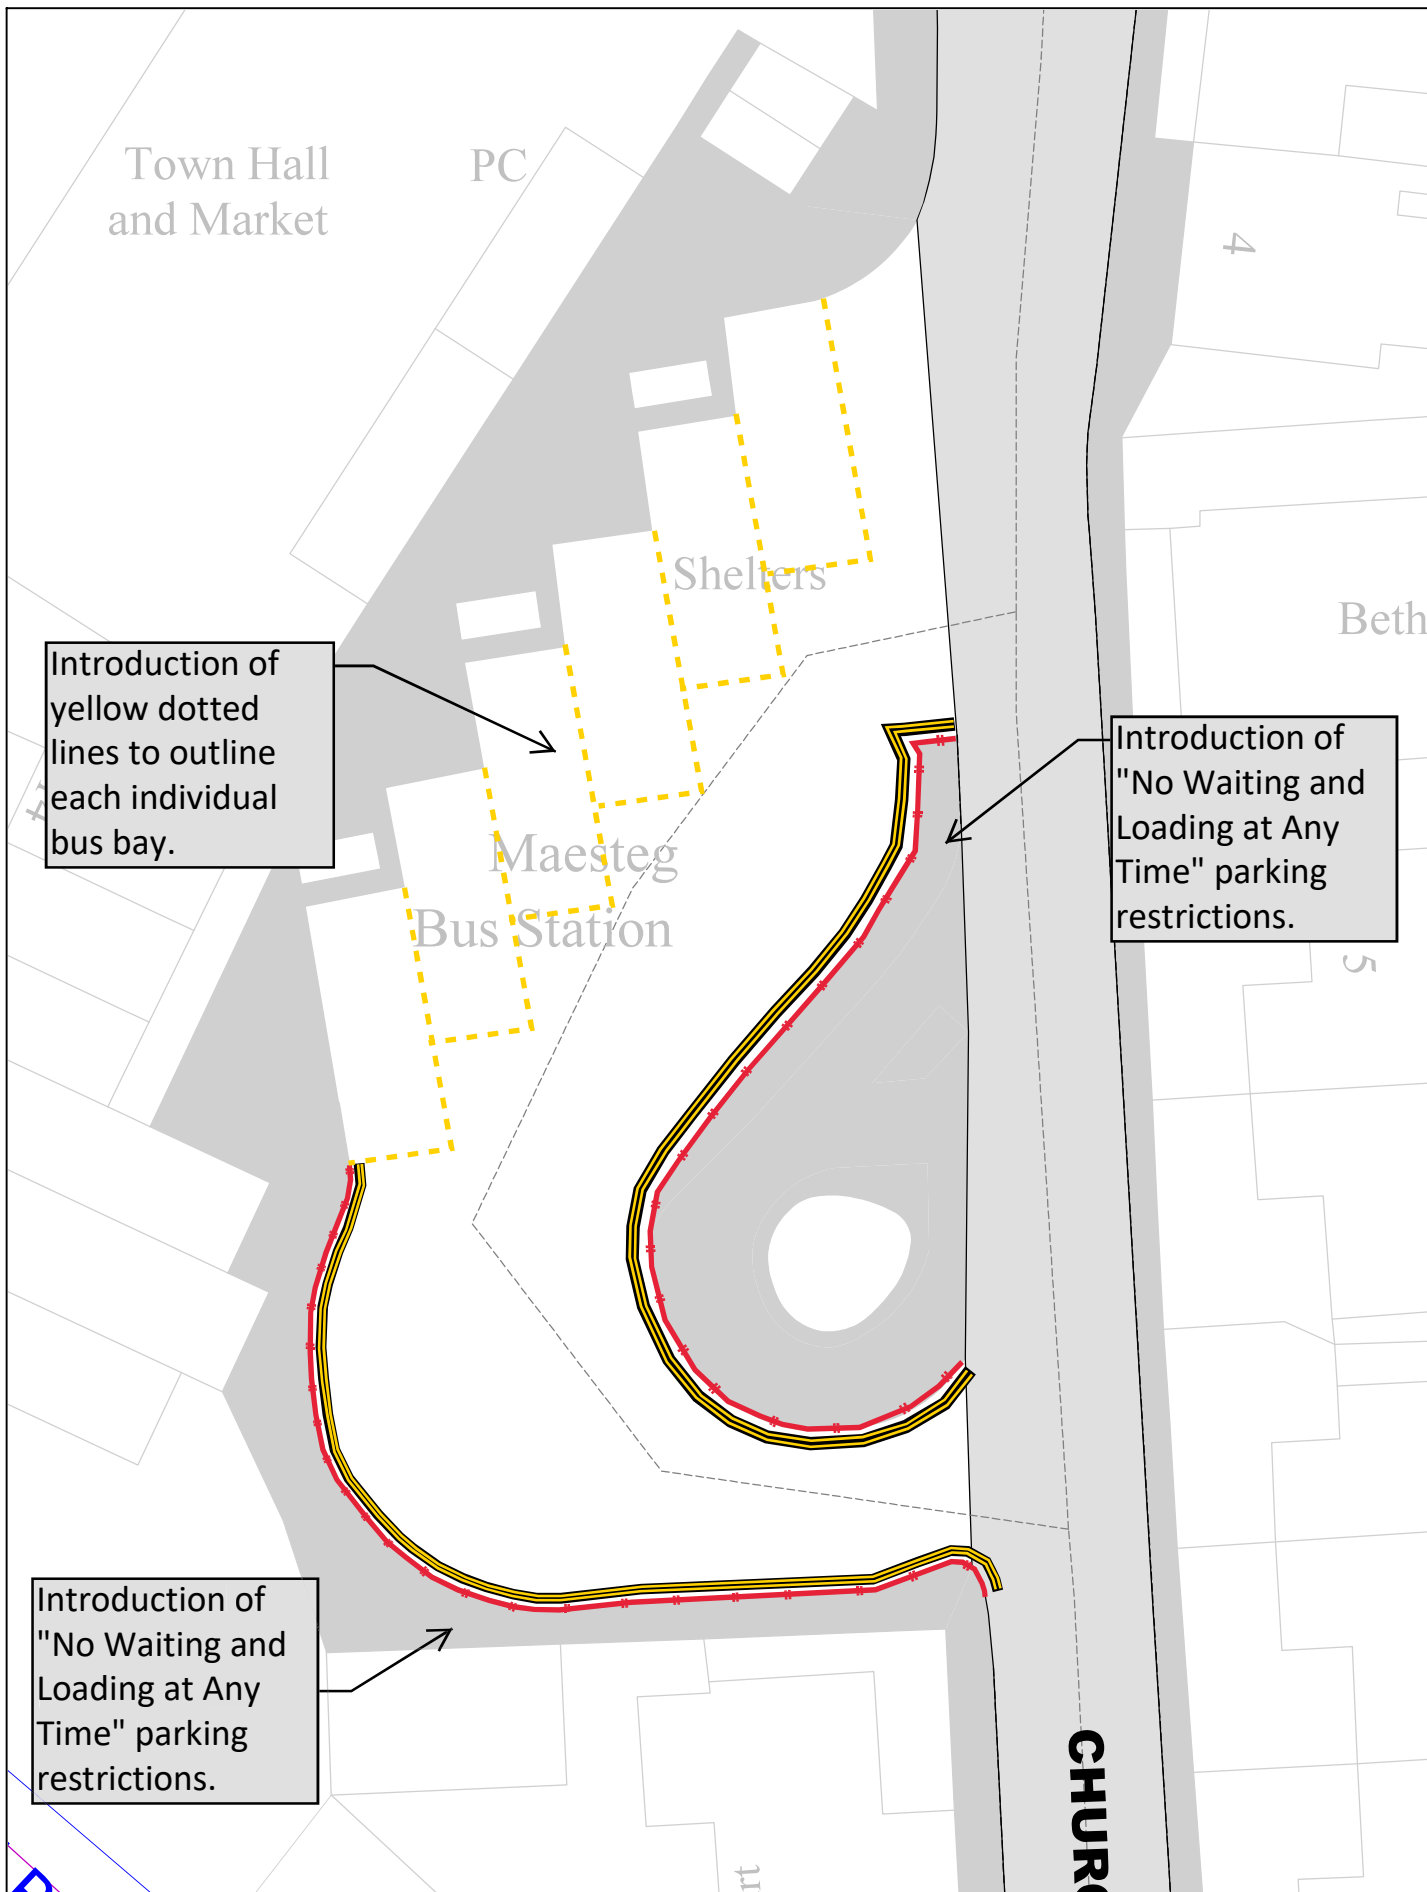 Town Hall
and Market
PC
4
Shelters
Beth
Introduction of
yellow dotted
lines to outline
each individual
bus bay.
14
Maesteg
Bus Station
Introduction of
"No Waiting and
Loading at Any
Time" parking
restrictions.
5
Introduction of
"No Waiting and
Loading at Any
Time" parking
restrictions.
CHURC